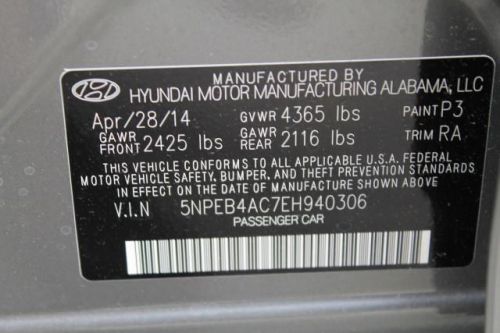 MANUFACTURED BY
HYUNDAI MOTOR MANUFACTURING ALABAMA, LLC
Apr/28/14 GVWR 4365 lbs PAINT P3
GAWR FRONT 2425 lbs GAWR REAR 2116 lbs TRIM RA
THIS VEHICLE CONFORMS TO ALL APPLICABLE U.S.A. FEDERAL
MOTOR VEHICLE SAFETY, BUMPER, AND THEFT PREVENTION STANDARDS
IN EFFECT ON THE DATE OF MANUFACTURE SHOWN ABOVE.
V.I.N 5NPEB4AC7EH940306
PASSENGER CAR